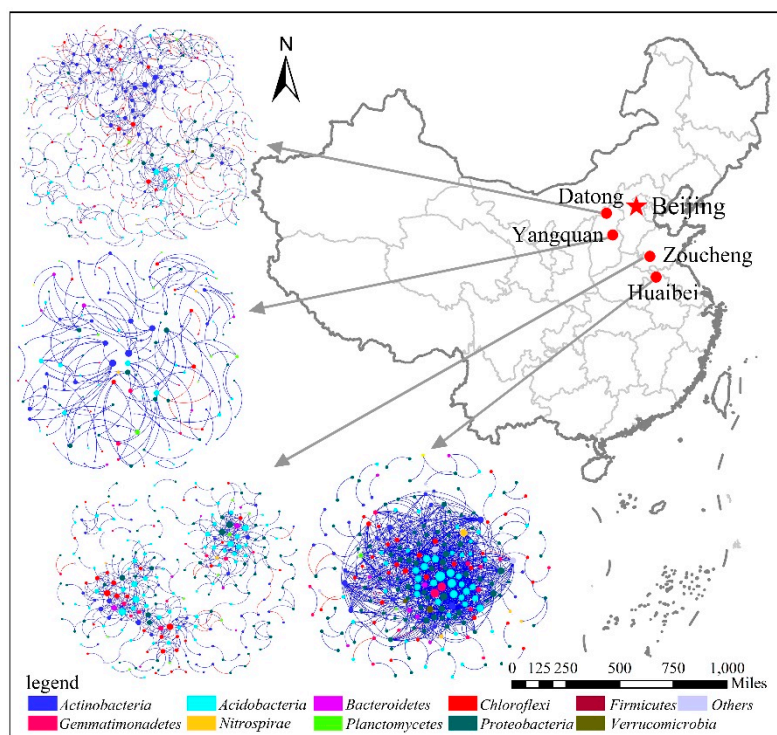 N
Datong
Beijing
Yangquan
Zoucheng
Huaibei
legend
0 125 250 500 750 1,000
Miles
Actinobacteria Acidobacteria Bacteroidetes Chloroflexi Firmicutes Others
Gemmatimonadetes Nitrospirae Planctomycetes Proteobacteria Verrucomicrobia